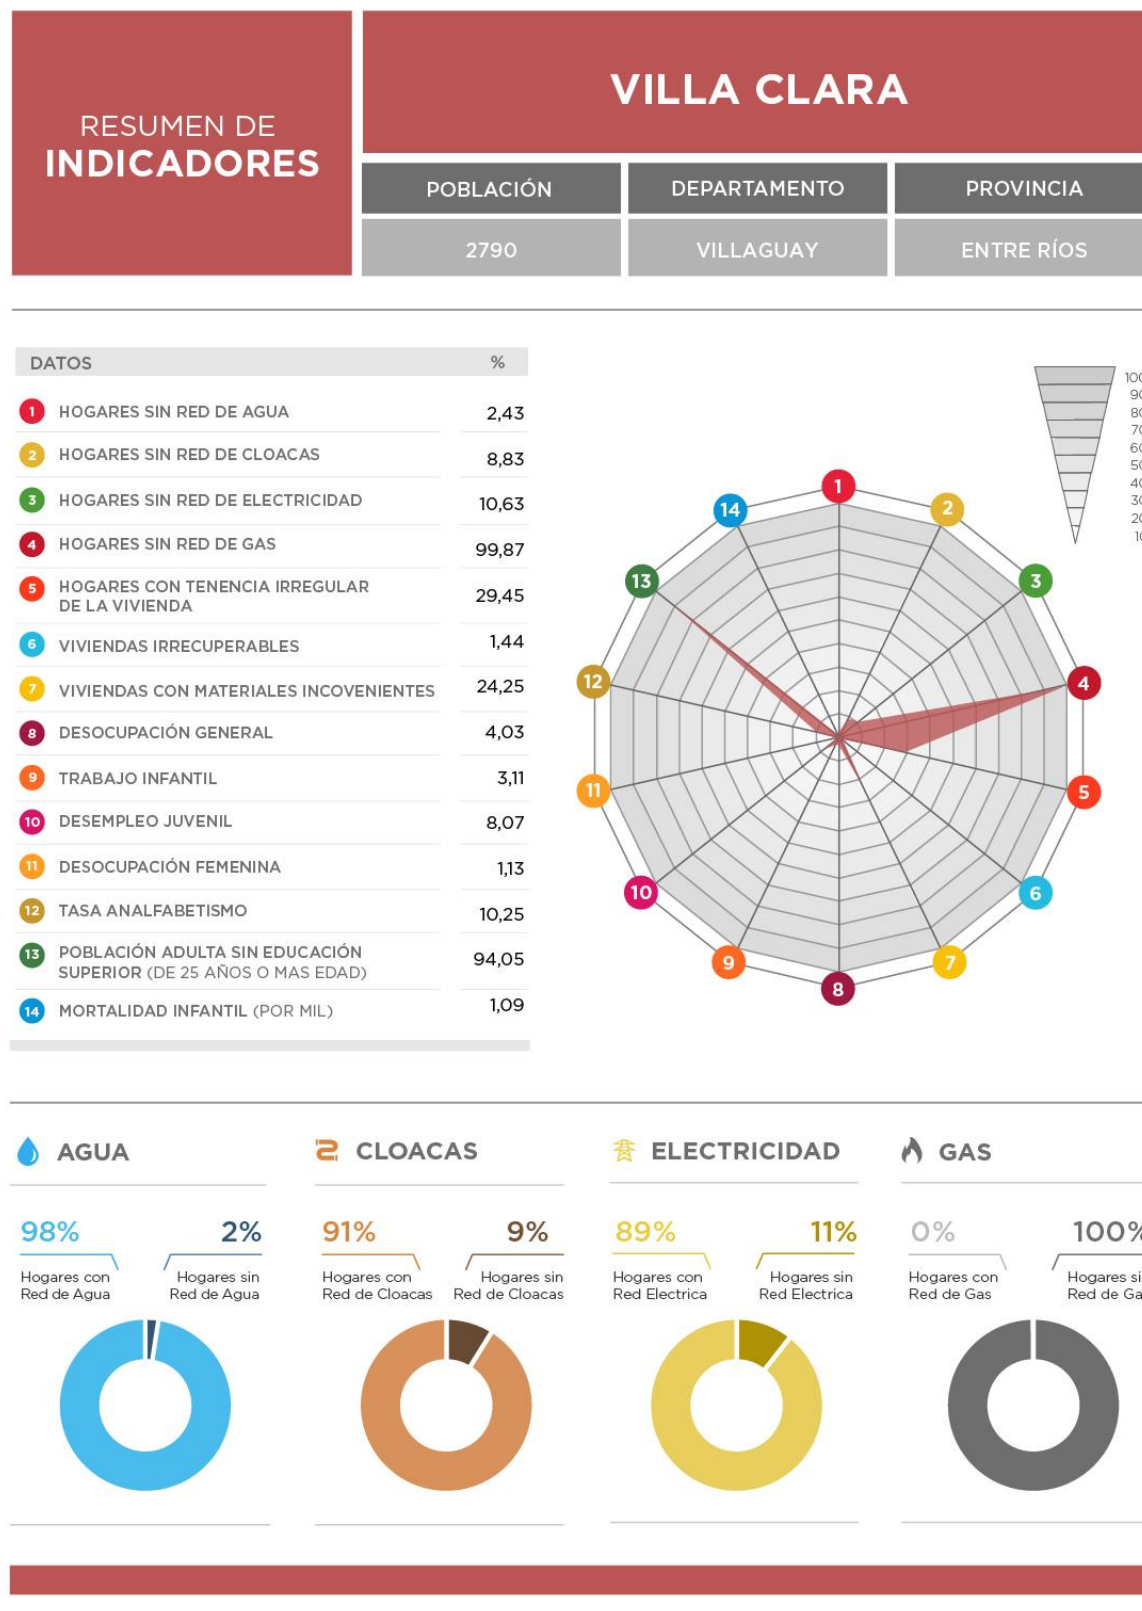 RESUMEN DE
INDICADORES
VILLA CLARA
POBLACIÓN
DEPARTAMENTO
PROVINCIA
2790
VILLAGUAY
ENTRE RÍOS
DATOS %
1 HOGARES SIN RED DE AGUA 2,43
2 HOGARES SIN RED DE CLOACAS 8,83
3 HOGARES SIN RED DE ELECTRICIDAD 10,63
4 HOGARES SIN RED DE GAS 99,87
5 HOGARES CON TENENCIA IRREGULAR
DE LA VIVIENDA 29,45
6 VIVIENDAS IRRECUPERABLES 1,44
7 VIVIENDAS CON MATERIALES INCOVENIENTES 24,25
8 DESOCUPACIÓN GENERAL 4,03
9 TRABAJO INFANTIL 3,11
10 DESEMPLEO JUVENIL 8,07
11 DESOCUPACIÓN FEMENINA 1,13
12 TASA ANALFABETISMO 10,25
13 POBLACIÓN ADULTA SIN EDUCACIÓN
SUPERIOR (DE 25 AÑOS O MAS EDAD) 94,05
14 MORTALIDAD INFANTIL (POR MIL) 1,09
1
2
3
4
5
6
7
8
9
10
11
12
13
14
AGUA
98% 2%
Hogares con
Red de Agua
Hogares sin
Red de Agua
CLOACAS
91% 9%
Hogares con
Red de Cloacas
Hogares sin
Red de Cloacas
ELECTRICIDAD
89% 11%
Hogares con
Red Electrica
Hogares sin
Red Electrica
GAS
0% 100%
Hogares con
Red de Gas
Hogares si
Red de Ga